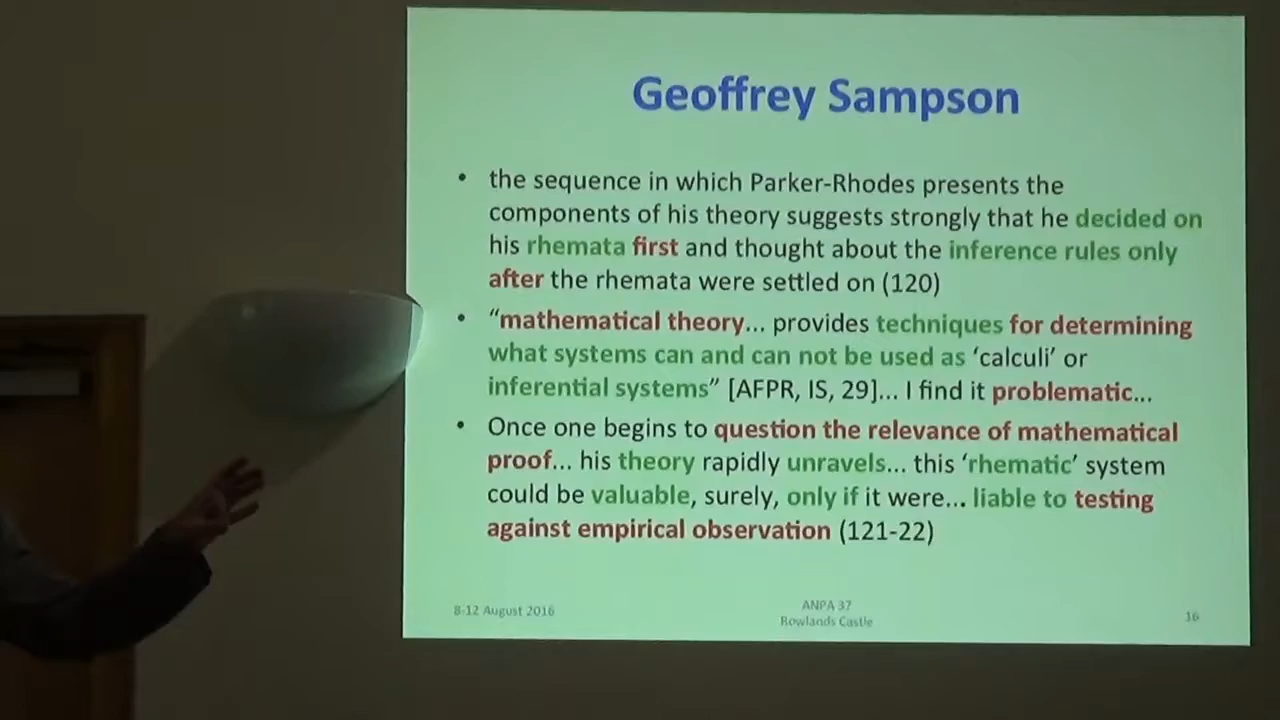 Geoffrey Sampson
• the sequence in which Parker-Rhodes presents the
components of his theory suggests strongly that he decided on
his rhemata first and thought about the inference rules only
after the rhemata were settled on (120)
• “mathematical theory... provides techniques for determining
what systems can and can not be used as ‘calculi’ or
inferential systems” [AFPR, IS, 29]... I find it problematic...
• Once one begins to question the relevance of mathematical
proof... his theory rapidly unravels... this ‘rhematic’ system
could be valuable, surely, only if it were... liable to testing
against empirical observation (121-22)
8-12 August 2016
ANPA 37
Rowlands Castle
16